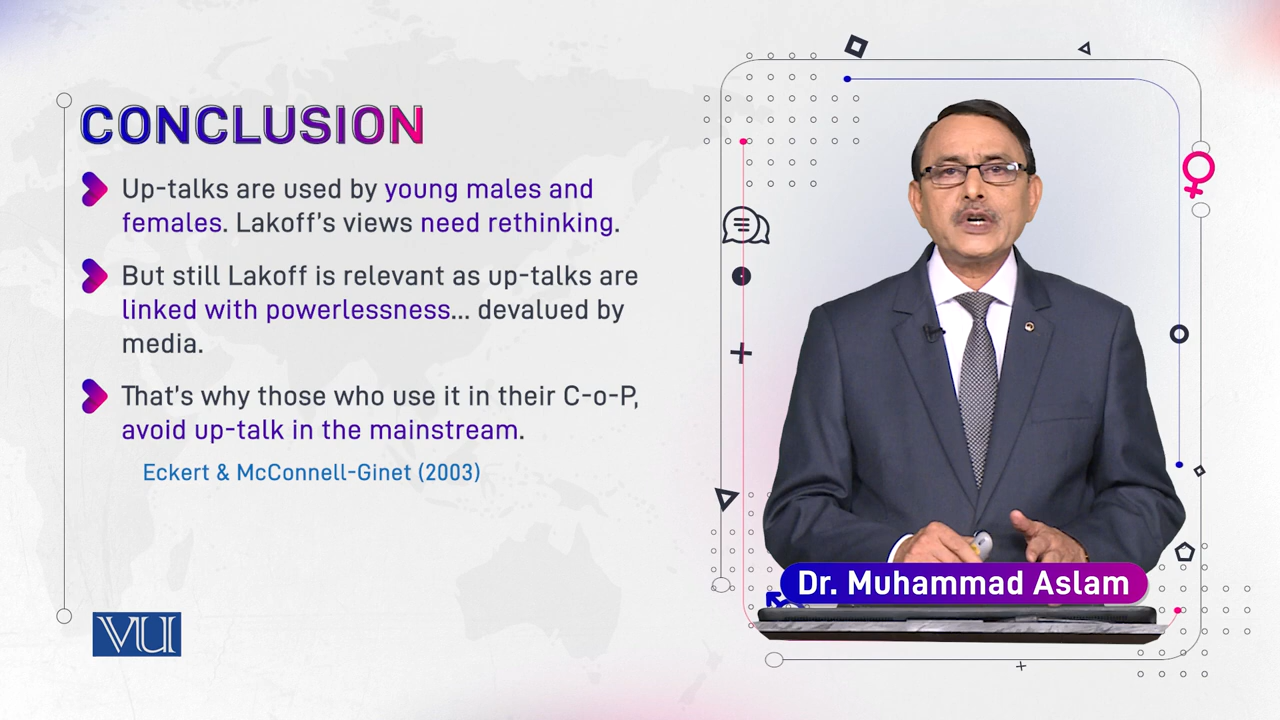 CONCLUSION
Up-talks are used by young males and
females. Lakoff's views need rethinking.
But still Lakoff is relevant as up-talks are
linked with powerlessness... devalued by
media.
That's why those who use it in their C-o-P,
avoid up-talk in the mainstream.
Eckert & McConnell-Ginet (2003)
VU
Dr. Muhammad Aslam